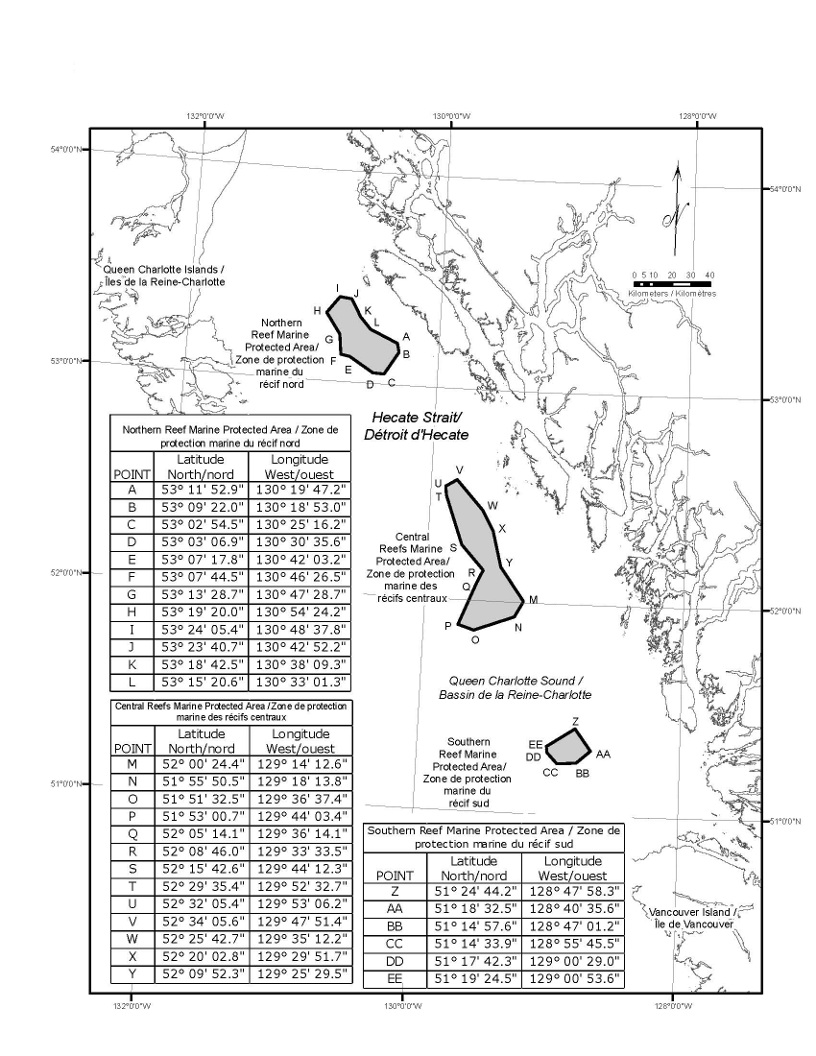 132°0'0"W 130°0'0"W 128°0'0"W
54°0'0"N
54°0'0"N
N
Queen Charlotte Islands /
Îles de la Reine-Charlotte
0 5 10 20 30 40
Kilometers / Kilomètres
I
J
H
K
L
G
A
B
F
E
D
C
Northern
Reef Marine
Protected Area/
Zone de protection
marine du
récif nord
53°0'0"N
53°0'0"N
Hecate Strait/
Détroit d'Hecate
Northern Reef Marine Protected Area / Zone de
protection marine du récif nord
POINT Latitude North/nord Longitude West/ouest
A 53° 11' 52.9" 130° 19' 47.2"
B 53° 09' 22.0" 130° 18' 53.0"
C 53° 02' 54.5" 130° 25' 16.2"
D 53° 03' 06.9" 130° 30' 35.6"
E 53° 07' 17.8" 130° 42' 03.2"
F 53° 07' 44.5" 130° 46' 26.5"
G 53° 13' 28.7" 130° 47' 28.7"
H 53° 19' 20.0" 130° 54' 24.2"
I 53° 24' 05.4" 130° 48' 37.8"
J 53° 23' 40.7" 130° 42' 52.2"
K 53° 18' 42.5" 130° 38' 09.3"
L 53° 15' 20.6" 130° 33' 01.3"
V
U
T
W
X
S
Y
R
Q
M
P
N
O
Central
Reefs Marine
Protected Area/
Zone de protection
marine des
récifs centraux
52°0'0"N
52°0'0"N
Queen Charlotte Sound /
Bassin de la Reine-Charlotte
Central Reefs Marine Protected Area /Zone de protection
marine des récifs centraux
POINT Latitude North/nord Longitude West/ouest
M 52° 00' 24.4" 129° 14' 12.6"
N 51° 55' 50.5" 129° 18' 13.8"
O 51° 51' 32.5" 129° 36' 37.4"
P 51° 53' 00.7" 129° 44' 03.4"
Q 52° 05' 14.1" 129° 36' 14.1"
R 52° 08' 46.0" 129° 33' 33.5"
S 52° 15' 42.6" 129° 44' 12.3"
T 52° 29' 35.4" 129° 52' 32.7"
U 52° 32' 05.4" 129° 53' 06.2"
V 52° 34' 05.6" 129° 47' 51.4"
W 52° 25' 42.7" 129° 35' 12.2"
X 52° 20' 02.8" 129° 29' 51.7"
Y 52° 09' 52.3" 129° 25' 29.5"
Z
EE
DD
AA
CC
BB
Southern
Reef Marine
Protected Area/
Zone de protection
marine du
récif sud
51°0'0"N
51°0'0"N
Southern Reef Marine Protected Area / Zone de
protection marine du récif sud
POINT Latitude North/nord Longitude West/ouest
Z 51° 24' 44.2" 128° 47' 58.3"
AA 51° 18' 32.5" 128° 40' 35.6"
BB 51° 14' 57.6" 128° 47' 01.2"
CC 51° 14' 33.9" 128° 55' 45.5"
DD 51° 17' 42.3" 129° 00' 29.0"
EE 51° 19' 24.5" 129° 00' 53.6"
Vancouver Island /
Île de Vancouver
132°0'0"W 130°0'0"W 128°0'0"W